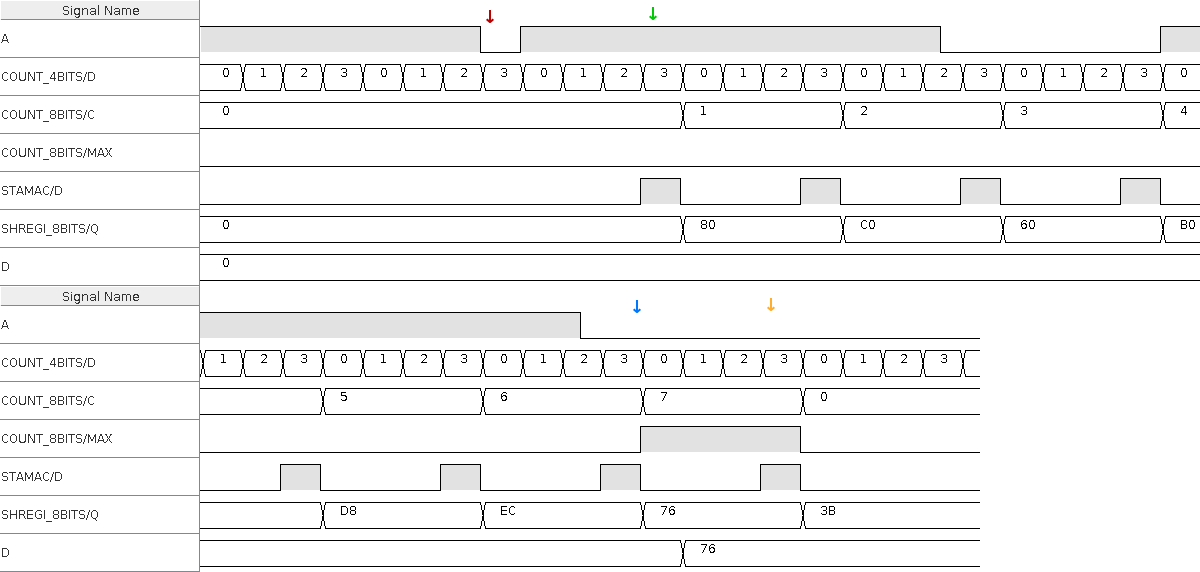 Signal Name
A
COUNT_4BITS/D 0 1 2 3 0 1 2 3 0 1 2 3 0 1 2 3 0 1 2 3 0 1 2 3 0
COUNT_8BITS/C 0 1 2 3 4
COUNT_8BITS/MAX
STAMAC/D
SHREGI_8BITS/Q 0 80 C0 60 B0
D 0
Signal Name
A
COUNT_4BITS/D 1 2 3 0 1 2 3 0 1 2 3 0 1 2 3 0 1 2 3
COUNT_8BITS/C 5 6 7 0
COUNT_8BITS/MAX
STAMAC/D
SHREGI_8BITS/Q D8 EC 76 3B
D 76